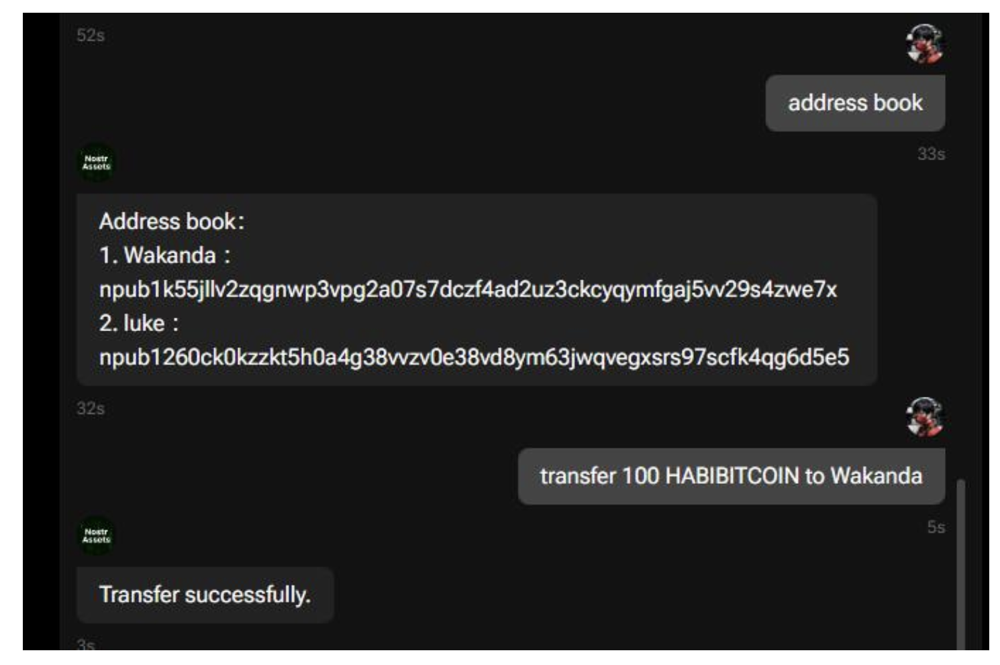 52s
address book
33s
Nostr
Assets
Address book:
1. Wakanda :
npub1k55jllv2zqgnwp3vpg2a07s7dczf4ad2uz3ckcyqymfgaj5vv29s4zwe7x
2. luke :
npub1260ck0kzzkt5h0a4g38vvzv0e38vd8ym63jwqvegxsrs97scfk4qg6d5e5
32s
transfer 100 HABIBITCOIN to Wakanda
5s
Nostr
Assets
Transfer successfully.
3s